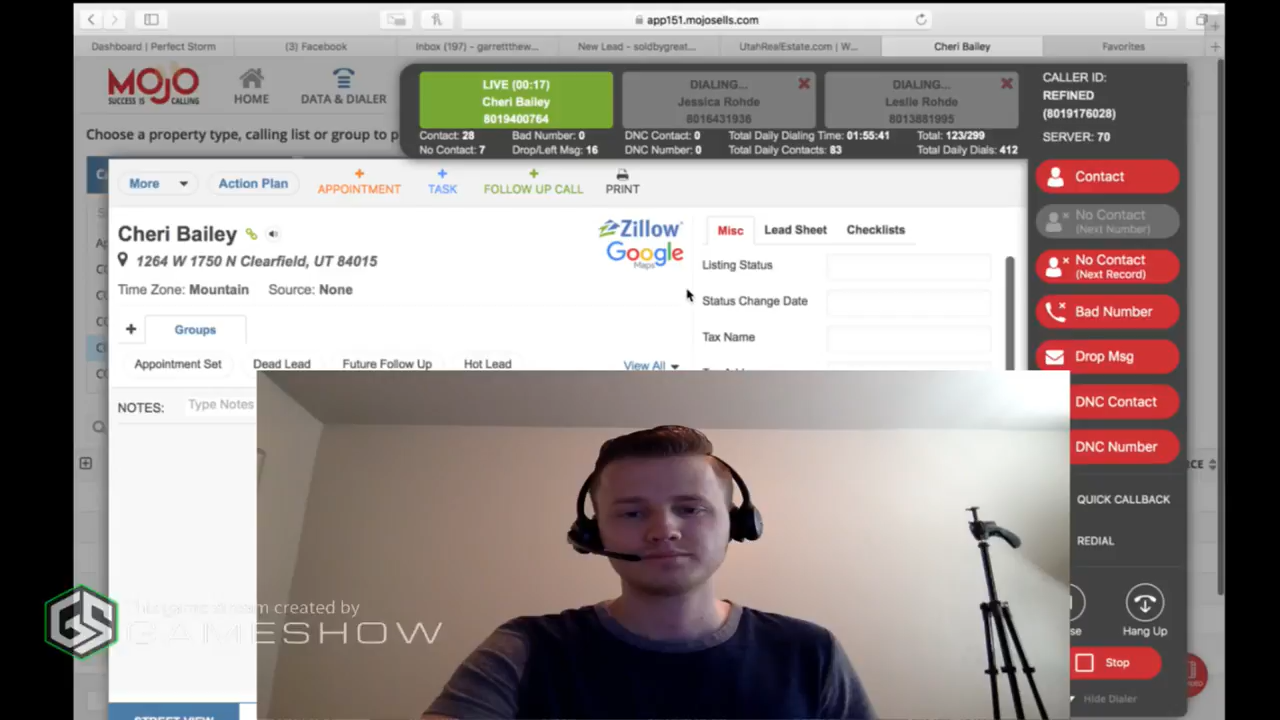 app151.mojosells.com
Dashboard | Perfect Storm
(3) Facebook
Inbox (197) - garrettthew...
New Lead - soldbygreat...
UtahRealEstate.com | W...
Cheri Bailey
Favorites
MOJO
SUCCESS IS CALLING
HOME
DATA & DIALER
LIVE (00:17)
Cheri Bailey
8019400764
DIALING...
Jessica Rohde
8016431936
DIALING...
Leslie Rohde
8013881995
CALLER ID:
REFINED
(8019176028)
SERVER: 70
Contact: 28
Bad Number: 0
DNC Contact: 0
Total Daily Dialing Time: 01:55:41
Total: 123/299
No Contact: 7
Drop/Left Msg: 16
DNC Number: 0
Total Daily Contacts: 83
Total Daily Dials: 412
Choose a property type, calling list or group to p
More
Action Plan
APPOINTMENT
TASK
FOLLOW UP CALL
PRINT
Contact
No Contact
(Next Number)
No Contact
(Next Record)
Bad Number
Drop Msg
DNC Contact
DNC Number
QUICK CALLBACK
REDIAL
Hang Up
Stop
Hide Dialer
Cheri Bailey
1264 W 1750 N Clearfield, UT 84015
Time Zone: Mountain
Source: None
Zillow
Google
Maps
Misc
Lead Sheet
Checklists
Listing Status
Status Change Date
Tax Name
Groups
Appointment Set
Dead Lead
Future Follow Up
Hot Lead
View All
NOTES:
Type Notes
This game stream created by
GAMESHOW
STREET VIEW